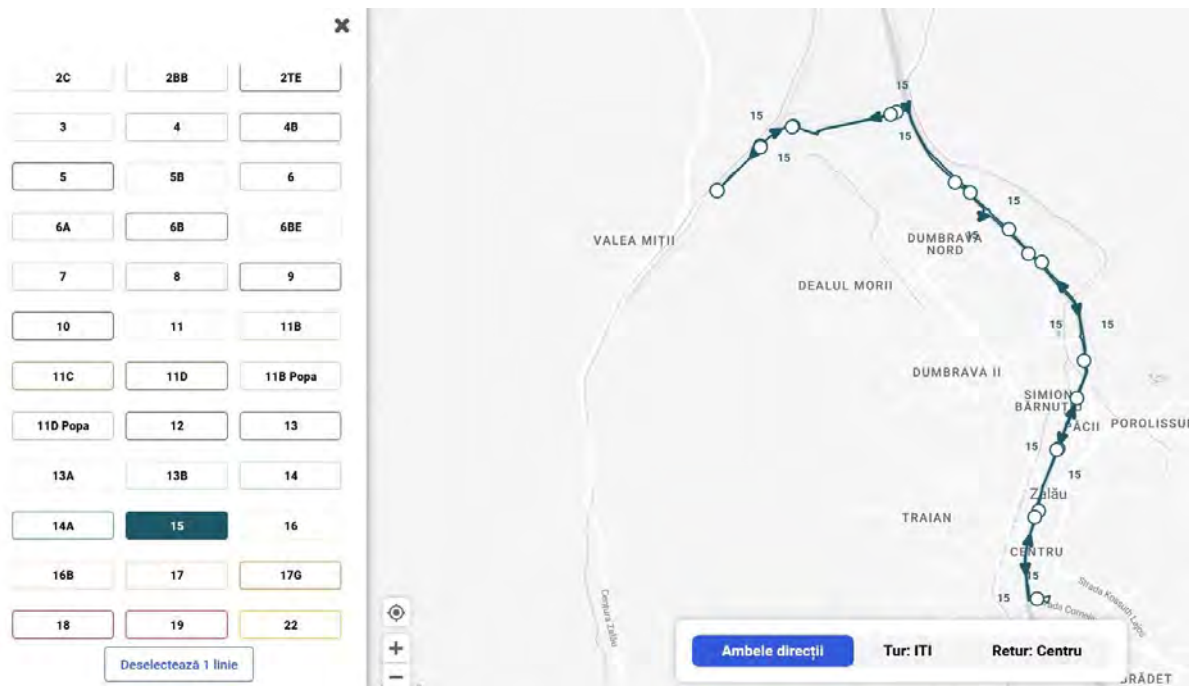 2C 2BB 2TE
3 4 4B
5 5B 6
6A 6B 6BE
7 8 9
10 11 11B
11C 11D 11B Popa
11D Popa 12 13
13A 13B 14
14A 15 16
16B 17 17G
18 19 22
Deselectează 1 linie
15
15
15
15
15
VALEA MIȚII
DUMBRAVA
NORD
15
DEALUL MORII
15
15
DUMBRAVA II
SIMION
BĂRNUȚIU
PĂCII
POROLISSUM
15
15
Zalău
TRAIAN
CENTRU
15
15
Strada Kossuth Lajos
Centura Zalău
BRĂDET
+
−
Ambele direcții Tur: ITI Retur: Centru